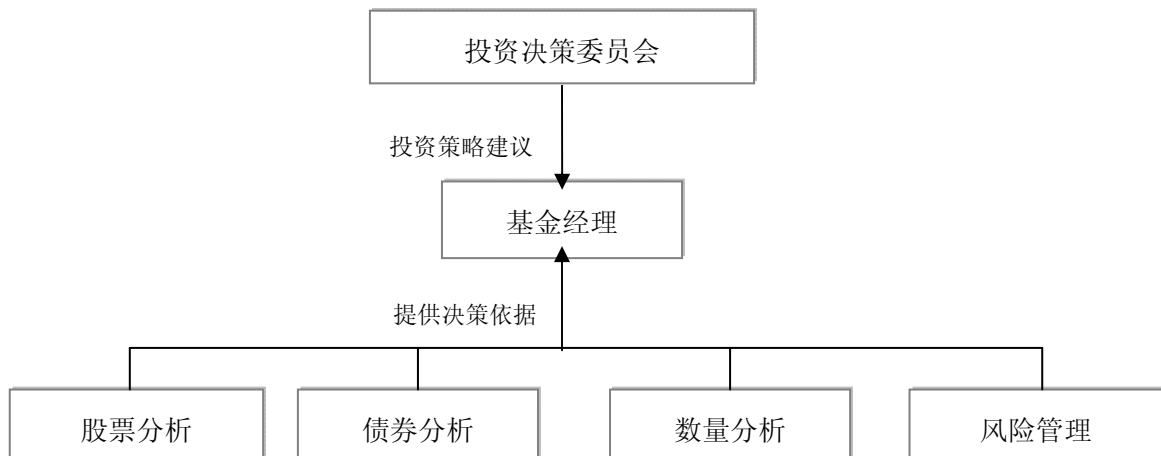 投资决策委员会
投资策略建议
基金经理
提供决策依据
股票分析
债券分析
数量分析
风险管理